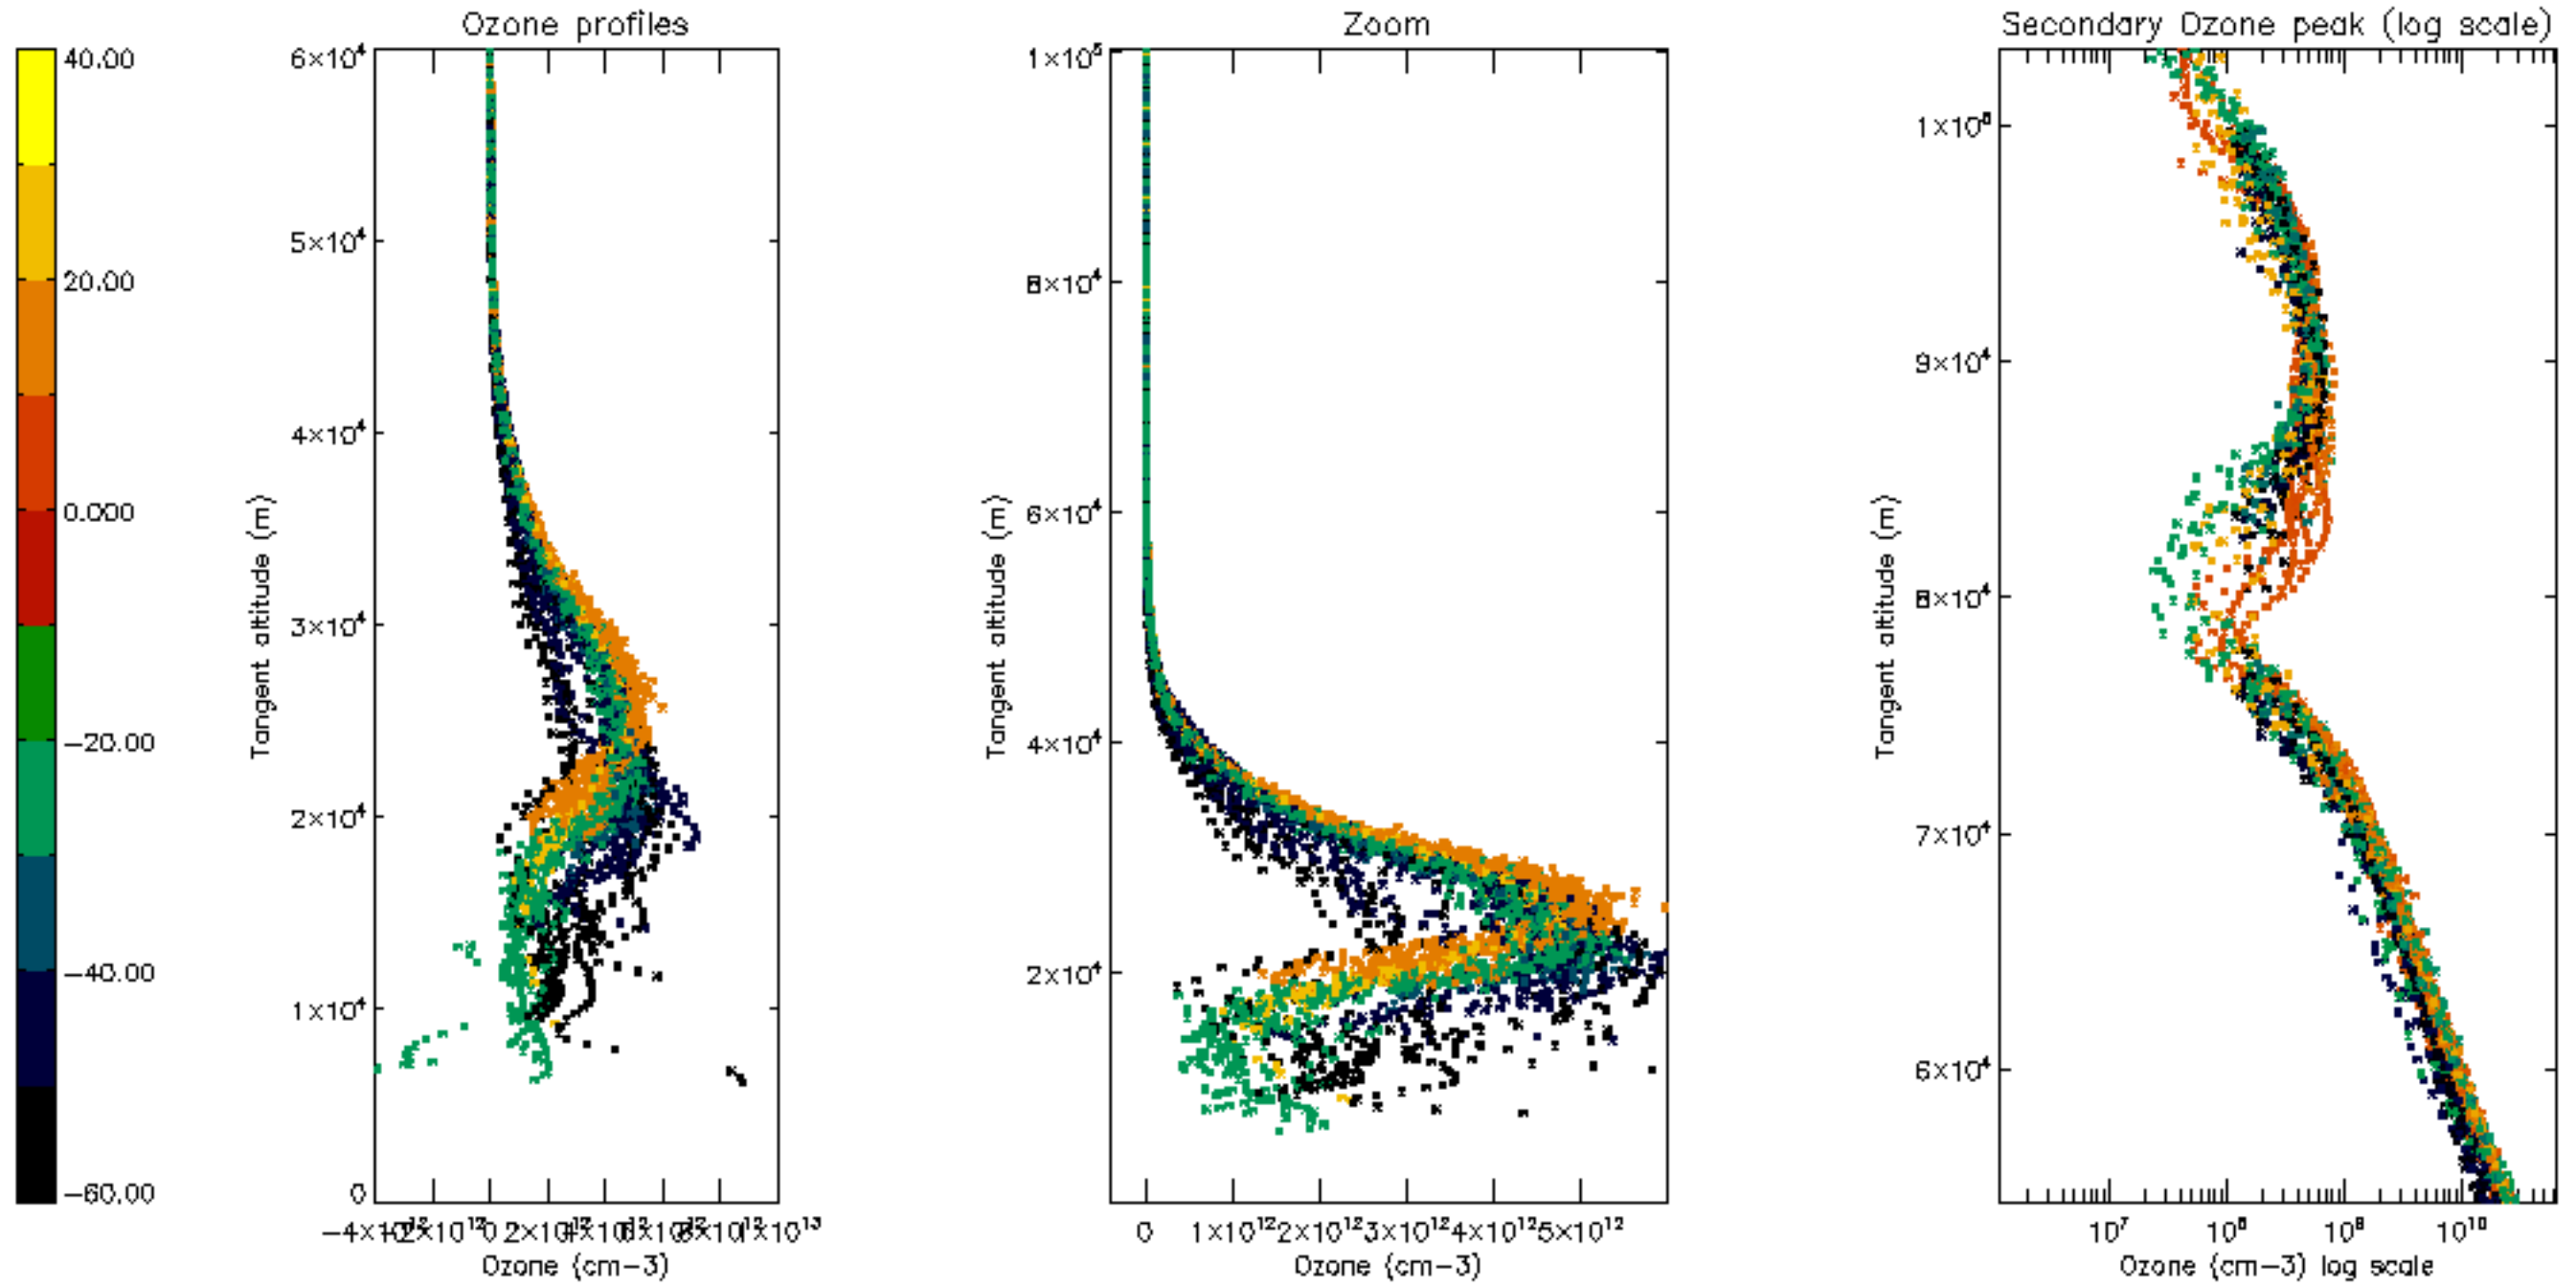 Ozone profiles
Zoom
Secondary Ozone peak (log scale)
40.00
20.00
0.000
−20.00
−40.00
−60.00
6×10⁴
5×10⁴
4×10⁴
3×10⁴
2×10⁴
1×10⁴
0
Tangent altitude (m)
Ozone (cm−3)
1×10⁵
8×10⁴
6×10⁴
4×10⁴
2×10⁴
Tangent altitude (m)
0 1×10¹² 2×10¹² 3×10¹² 4×10¹² 5×10¹²
Ozone (cm−3)
9×10⁴
8×10⁴
7×10⁴
6×10⁴
Tangent altitude (m)
10⁷ 10⁸ 10⁹ 10¹⁰
Ozone (cm−3) log scale